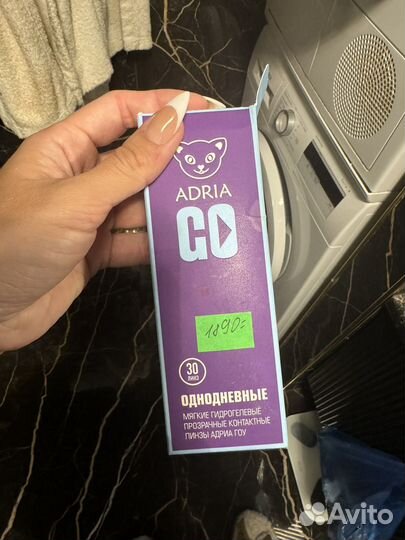 ADRIA
GO
1890=
30
ЛИНЗ
ОДНОДНЕВНЫЕ
МЯГКИЕ ГИДРОГЕЛЕВЫЕ
ПРОЗРАЧНЫЕ КОНТАКТНЫЕ
ЛИНЗЫ АДРИА ГОУ
Avito